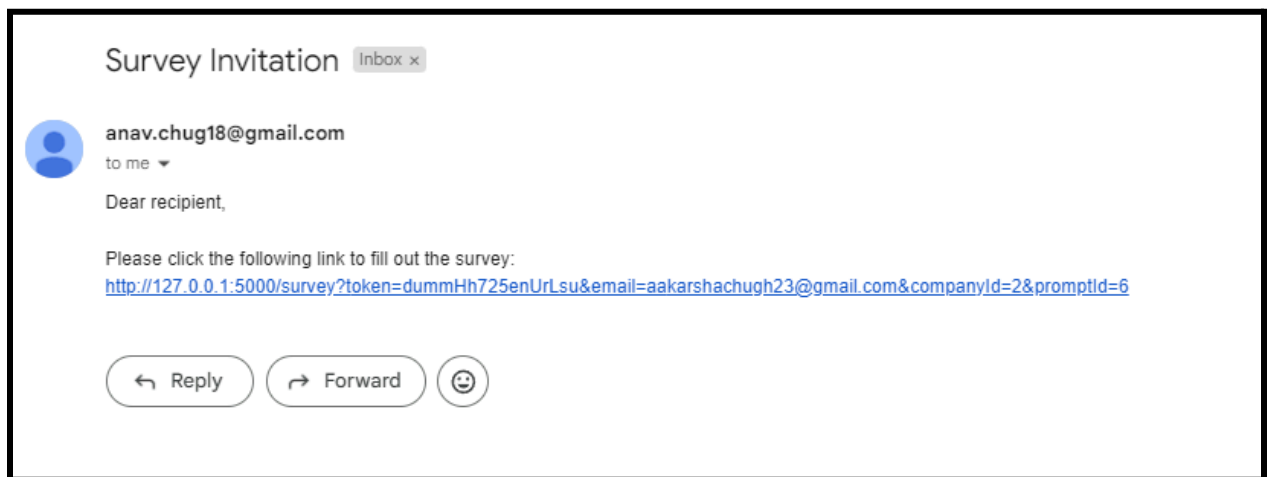 Survey Invitation Inbox ×
anav.chug18@gmail.com
to me
Dear recipient,
Please click the following link to fill out the survey:
http://127.0.0.1:5000/survey?token=dummHh725enUrLsu&email=aakarshachugh23@gmail.com&companyId=2&promptId=6
Reply Forward